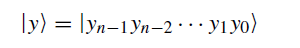 |y⟩ = |yₙ₋₁yₙ₋₂ ⋯ y₁y₀⟩